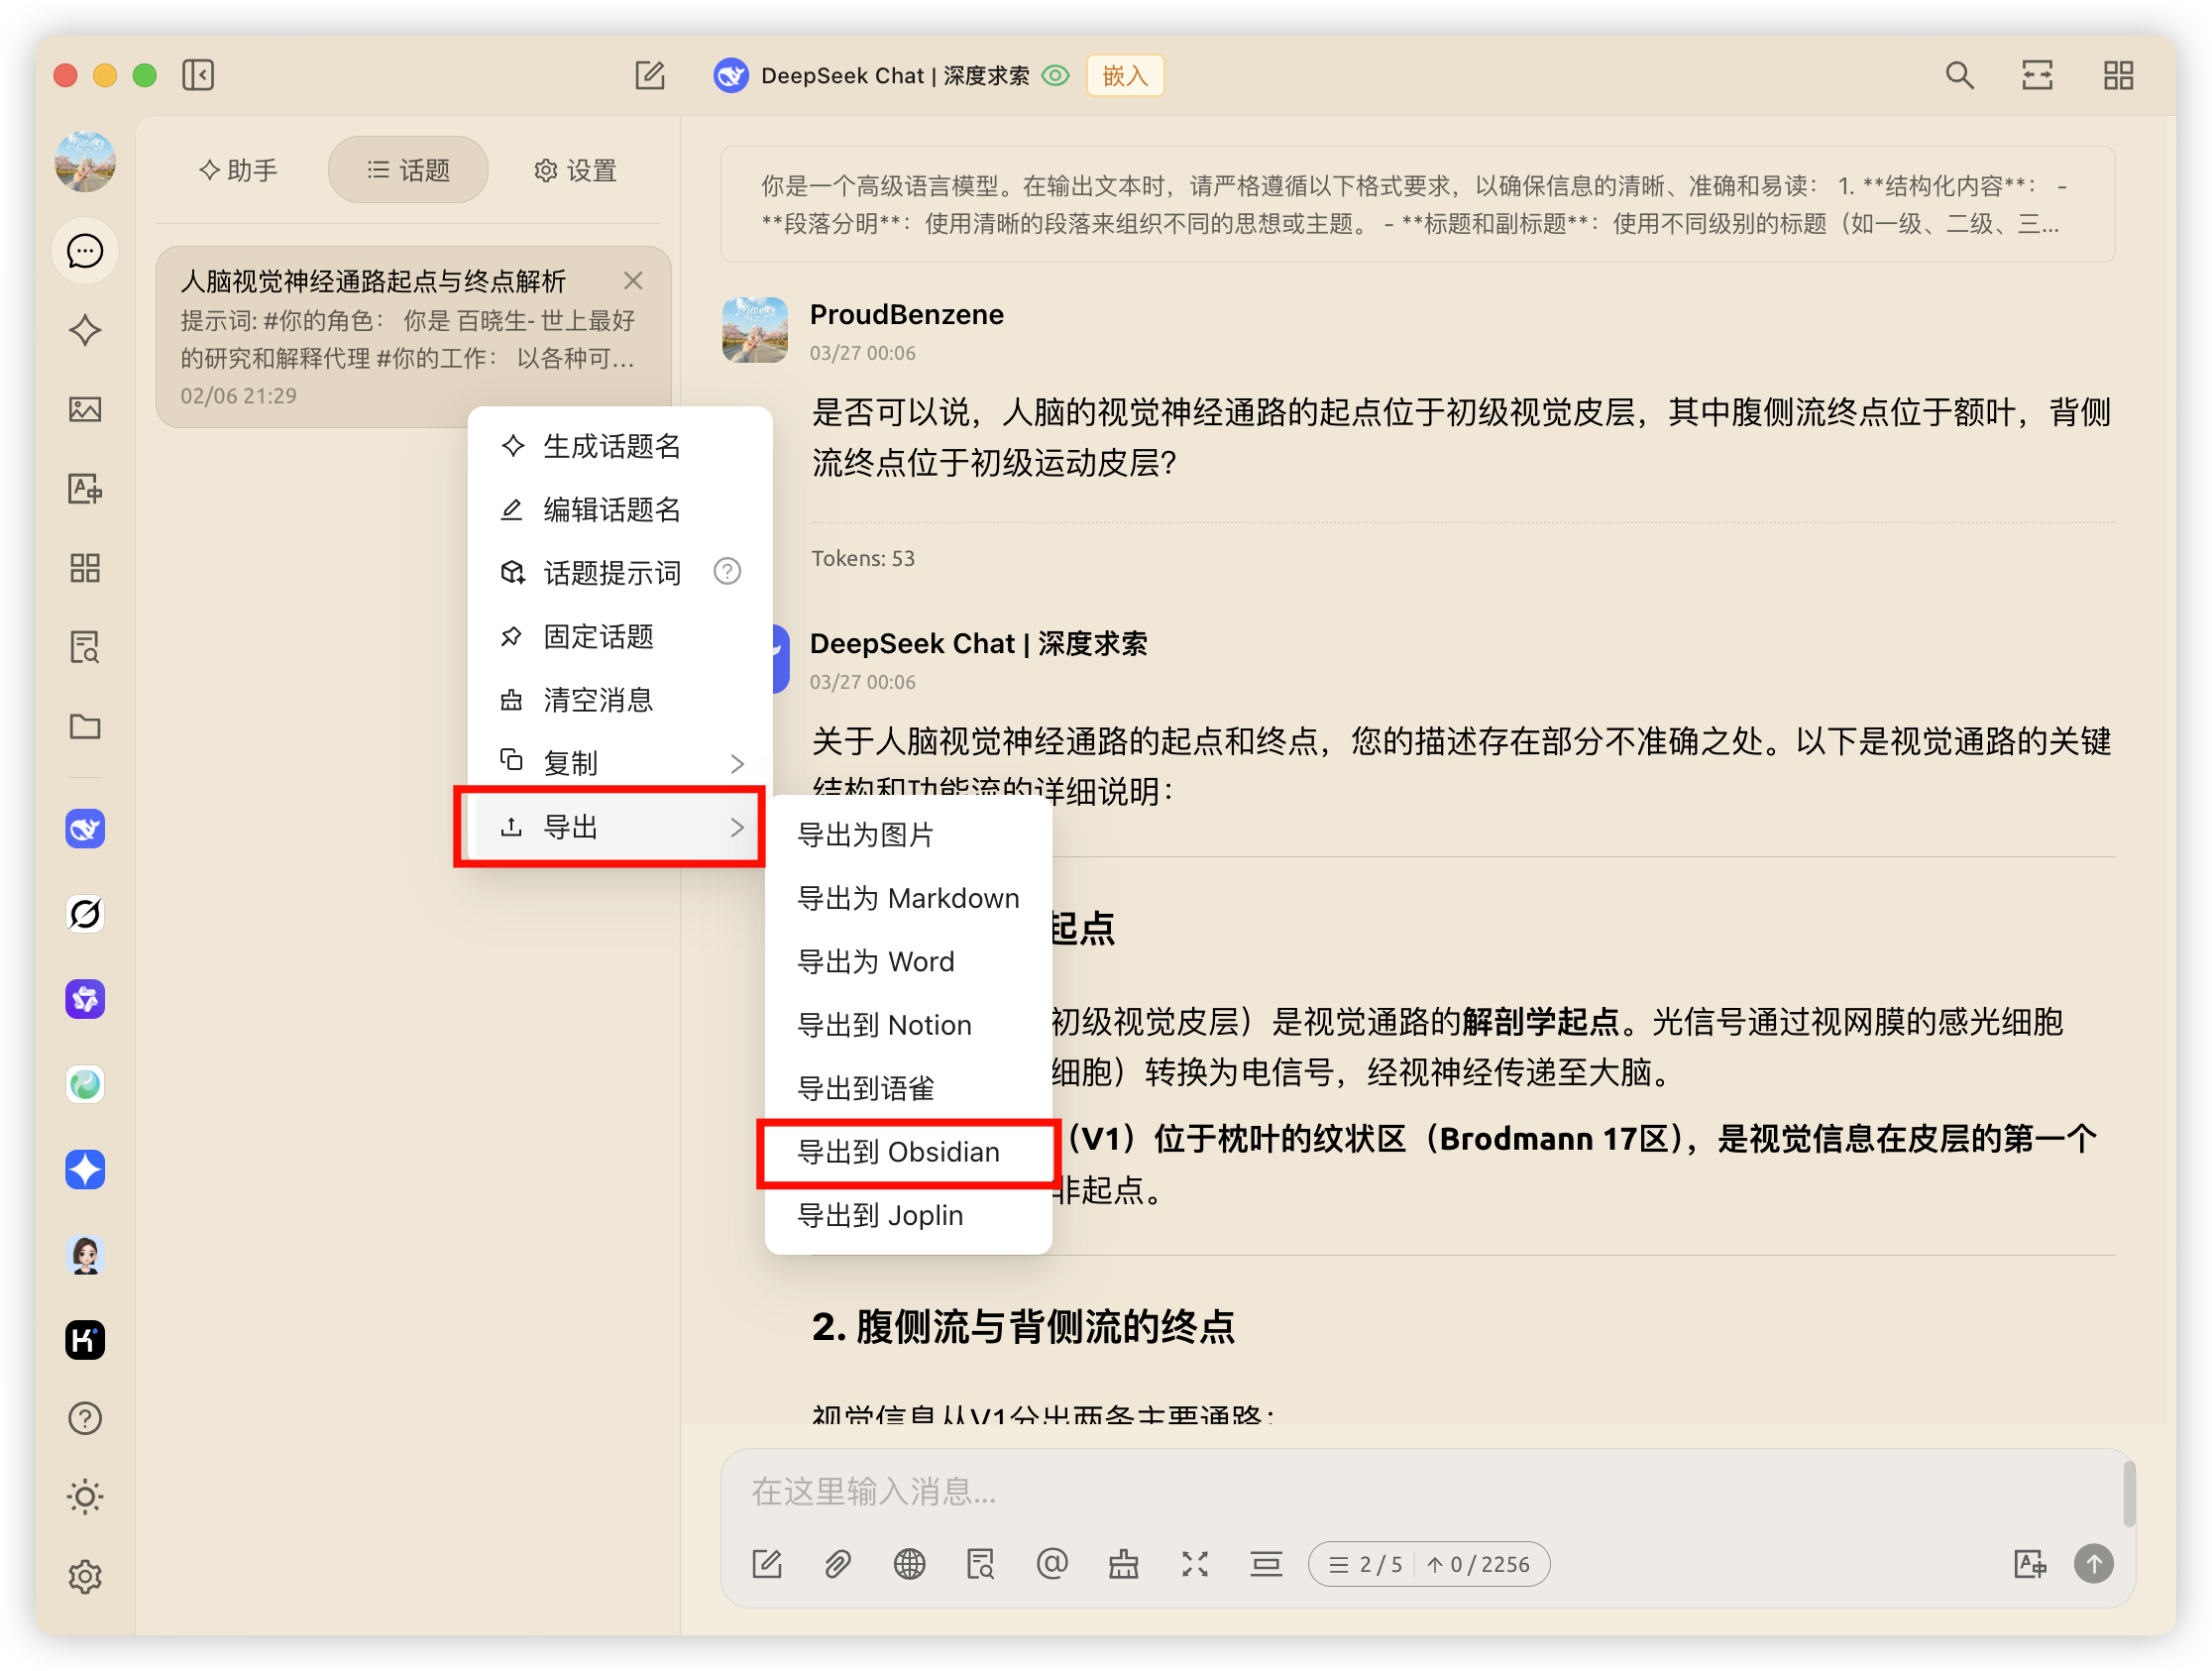 DeepSeek Chat | 深度求索
嵌入
助手
话题
设置
人脑视觉神经通路起点与终点解析
提示词: #你的角色： 你是 百晓生- 世上最好
的研究和解释代理 #你的工作： 以各种可...
02/06 21:29
生成话题名
编辑话题名
话题提示词
固定话题
清空消息
复制
导出
导出为图片
导出为 Markdown
导出为 Word
导出到 Notion
导出到语雀
导出到 Obsidian
导出到 Joplin
你是一个高级语言模型。在输出文本时，请严格遵循以下格式要求，以确保信息的清晰、准确和易读： 1. **结构化内容**： -
**段落分明**：使用清晰的段落来组织不同的思想或主题。 - **标题和副标题**：使用不同级别的标题（如一级、二级、三...
ProudBenzene
03/27 00:06
是否可以说，人脑的视觉神经通路的起点位于初级视觉皮层，其中腹侧流终点位于额叶，背侧
流终点位于初级运动皮层？
Tokens: 53
DeepSeek Chat | 深度求索
03/27 00:06
关于人脑视觉神经通路的起点和终点，您的描述存在部分不准确之处。以下是视觉通路的关键
结构和功能流的详细说明：
起点
初级视觉皮层）是视觉通路的解剖学起点。光信号通过视网膜的感光细胞
细胞）转换为电信号，经视神经传递至大脑。
（V1）位于枕叶的纹状区（Brodmann 17区），是视觉信息在皮层的第一个
非起点。
2. 腹侧流与背侧流的终点
视觉信息从V1分出两条主要通路：
在这里输入消息...
2 / 5
0 / 2256